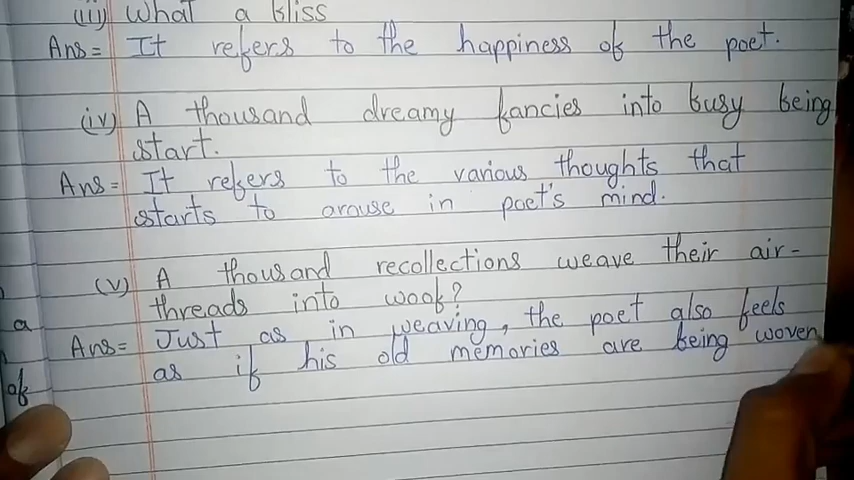 (iii) What a bliss
Ans= It refers to the happiness of the poet.
(iv) A thousand dreamy fancies into busy being
start.
Ans= It refers to the various thoughts that
starts to arouse in poet's mind.
(v) A thousand recollections weave their air-
threads into woof?
a
Ans= Just as in weaving, the poet also feels
as if his old memories are being woven
of